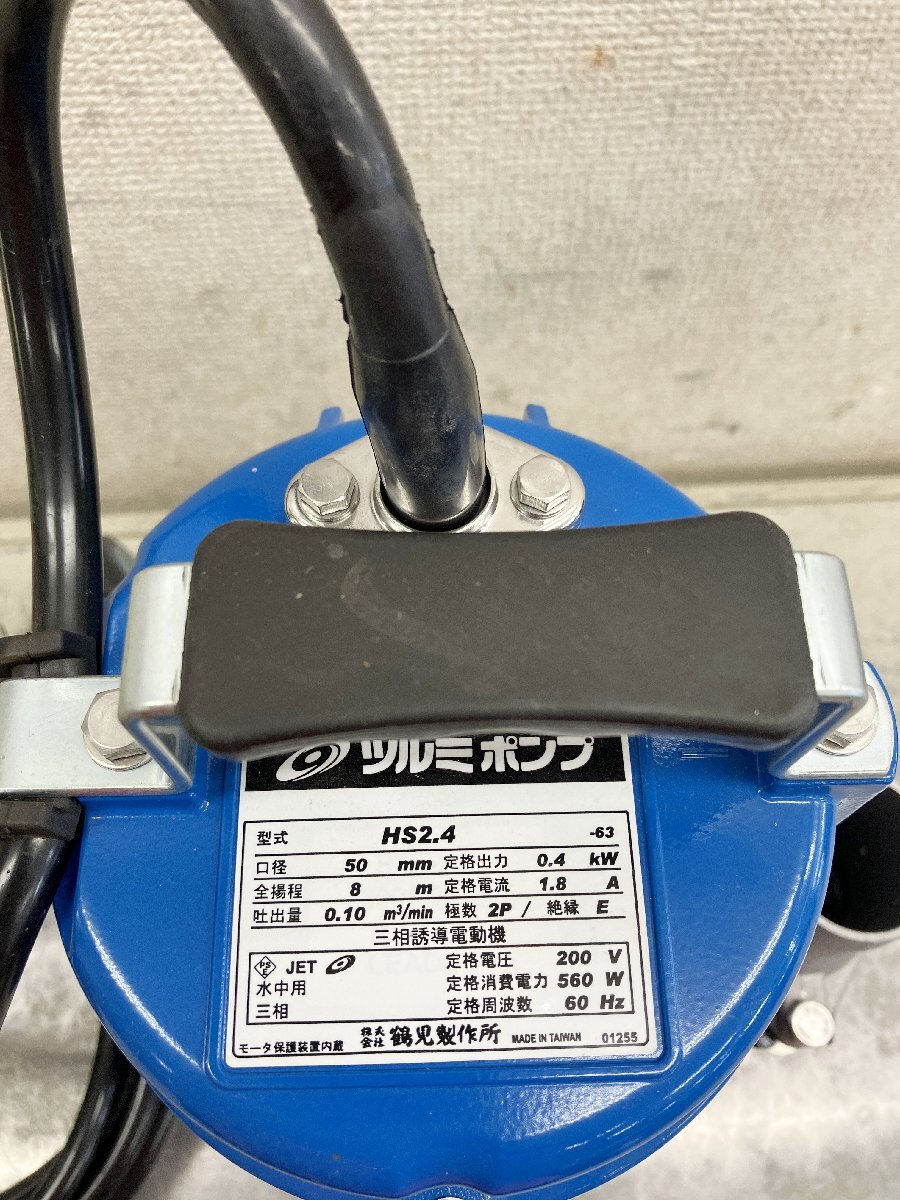 ツルミポンプ
型式 HS2.4 -63
口径 50 mm 定格出力 0.4 kW
全揚程 8 m 定格電流 1.8 A
吐出量 0.10 m³/min 極数 2P / 絶縁 E
三相誘導電動機
PSE JET 定格電圧 200 V
水中用 定格消費電力 560 W
三相 定格周波数 60 Hz
モータ保護装置内蔵 株式会社 鶴見製作所 MADE IN TAIWAN 01255